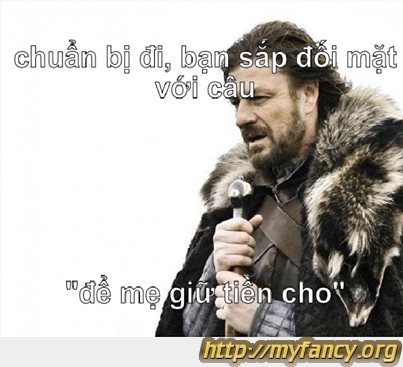 chuẩn bị đi, bạn sắp đối mặt
với câu
"để mẹ giữ tiền cho"
http://myfancy.org